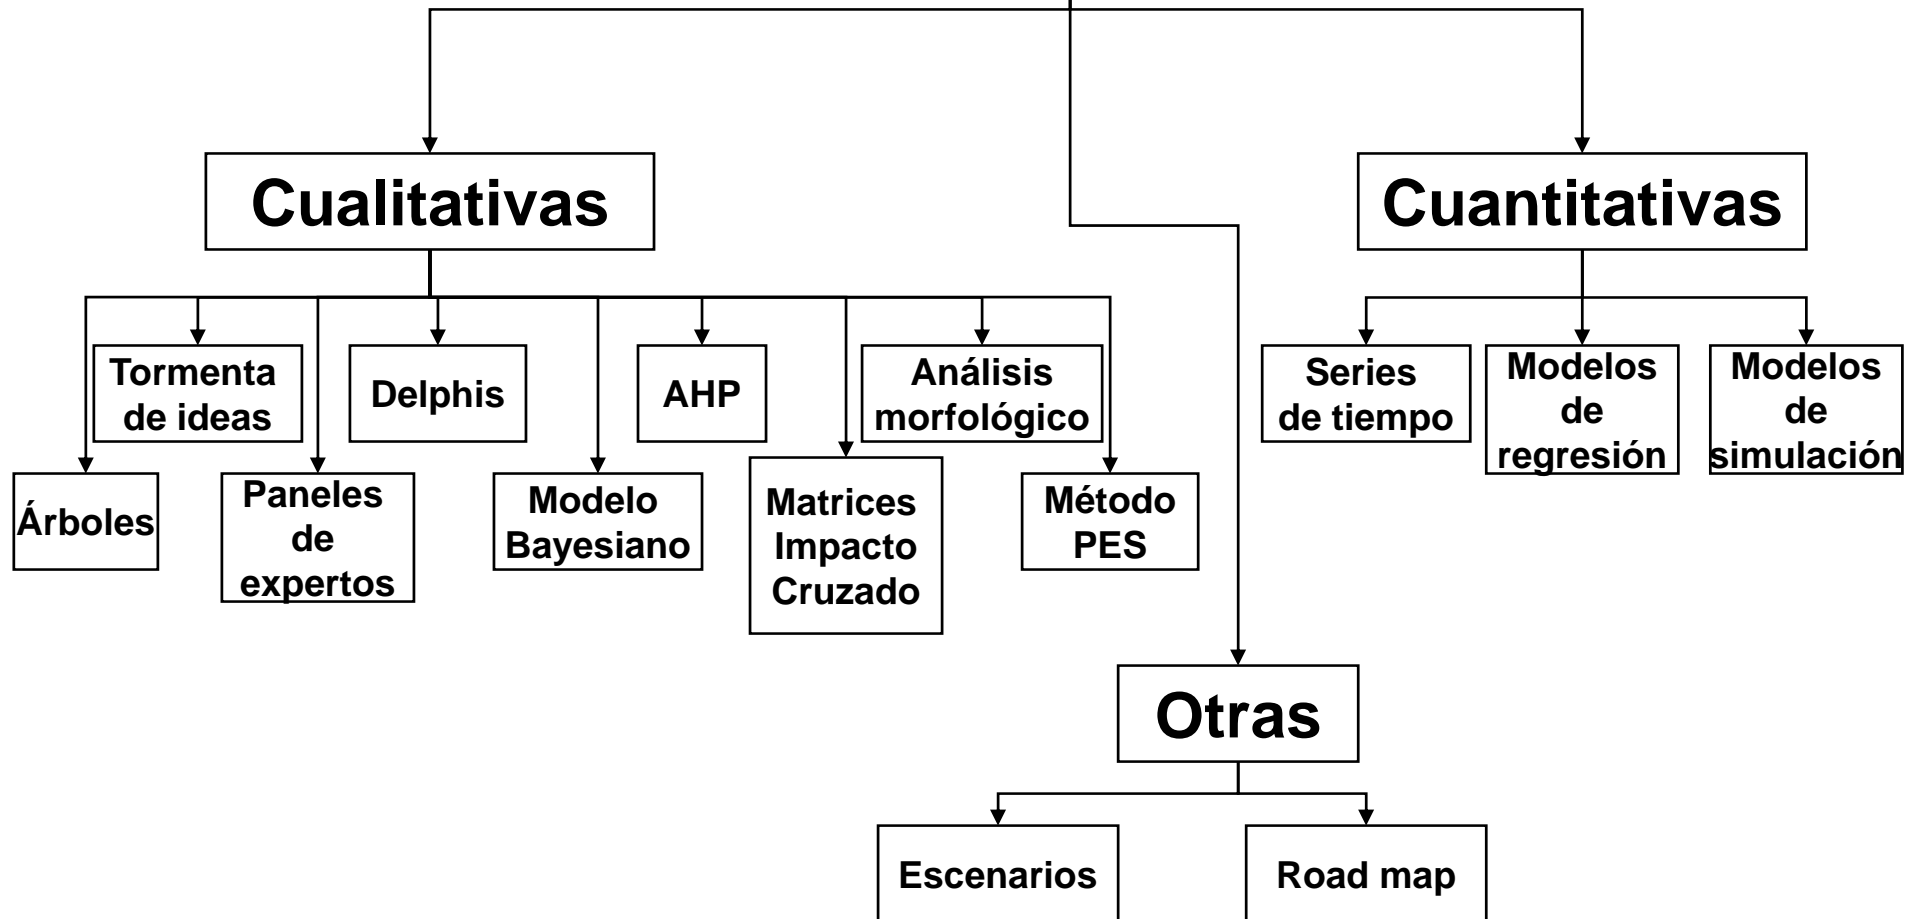 Cualitativas
Cuantitativas
Tormenta
de ideas
Delphis
AHP
Análisis
morfológico
Series
de tiempo
Modelos
de
regresión
Modelos
de
simulación
Árboles
Paneles
de
expertos
Modelo
Bayesiano
Matrices
Impacto
Cruzado
Método
PES
Otras
Escenarios
Road map